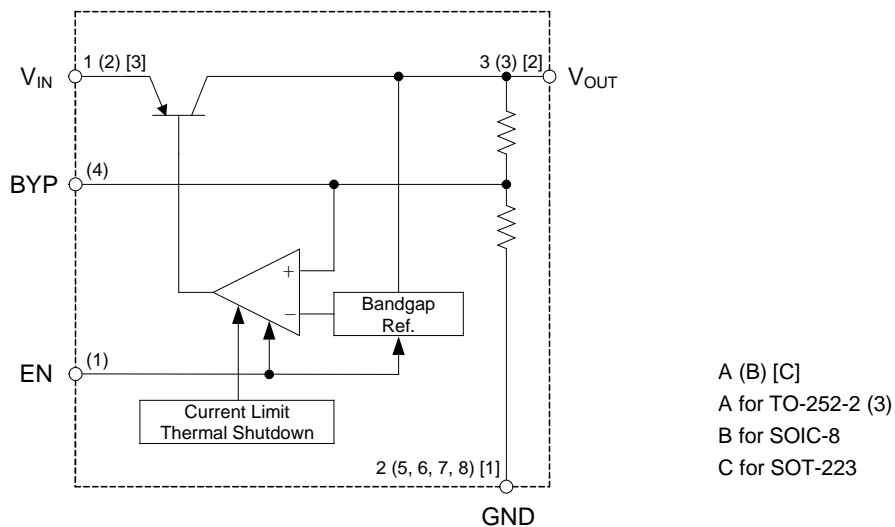 1 (2) [3]
3 (3) [2]
VIN
VOUT
(4)
BYP
+
−
Bandgap
Ref.
(1)
EN
Current Limit
Thermal Shutdown
2 (5, 6, 7, 8) [1]
GND
A (B) [C]
A for TO-252-2 (3)
B for SOIC-8
C for SOT-223